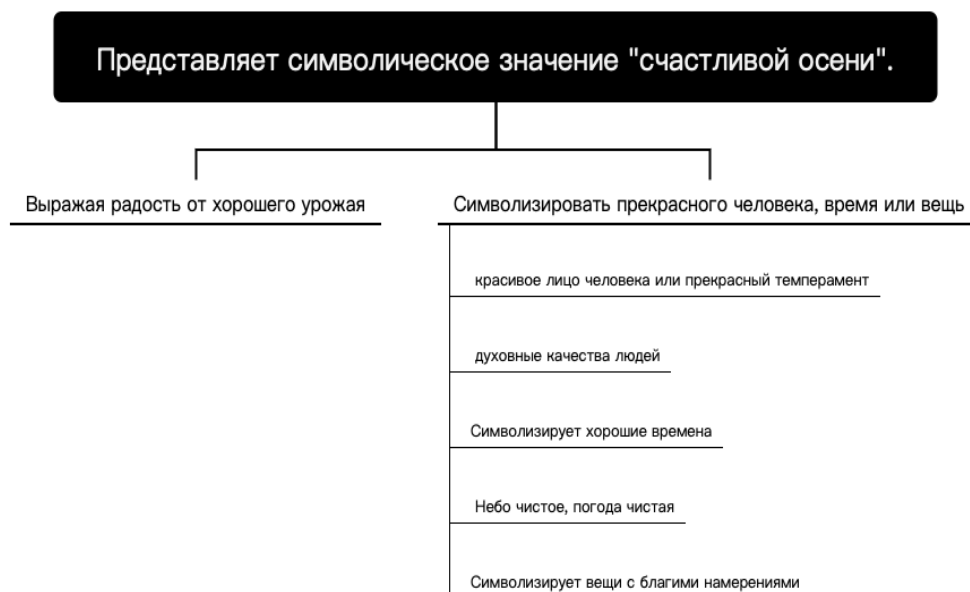 Представляет символическое значение "счастливой осени".
Выражая радость от хорошего урожая
Символизировать прекрасного человека, время или вещь
красивое лицо человека или прекрасный темперамент
духовные качества людей
Символизирует хорошие времена
Небо чистое, погода чистая
Символизирует вещи с благими намерениями